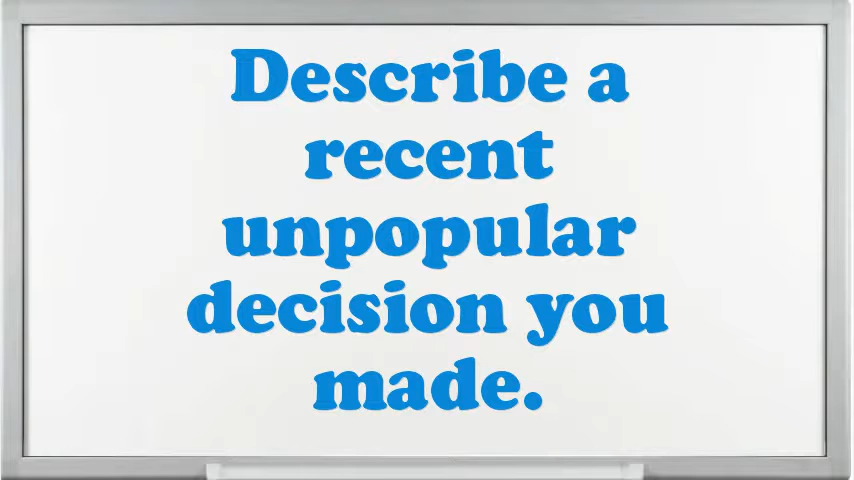 Describe a
recent
unpopular
decision you
made.